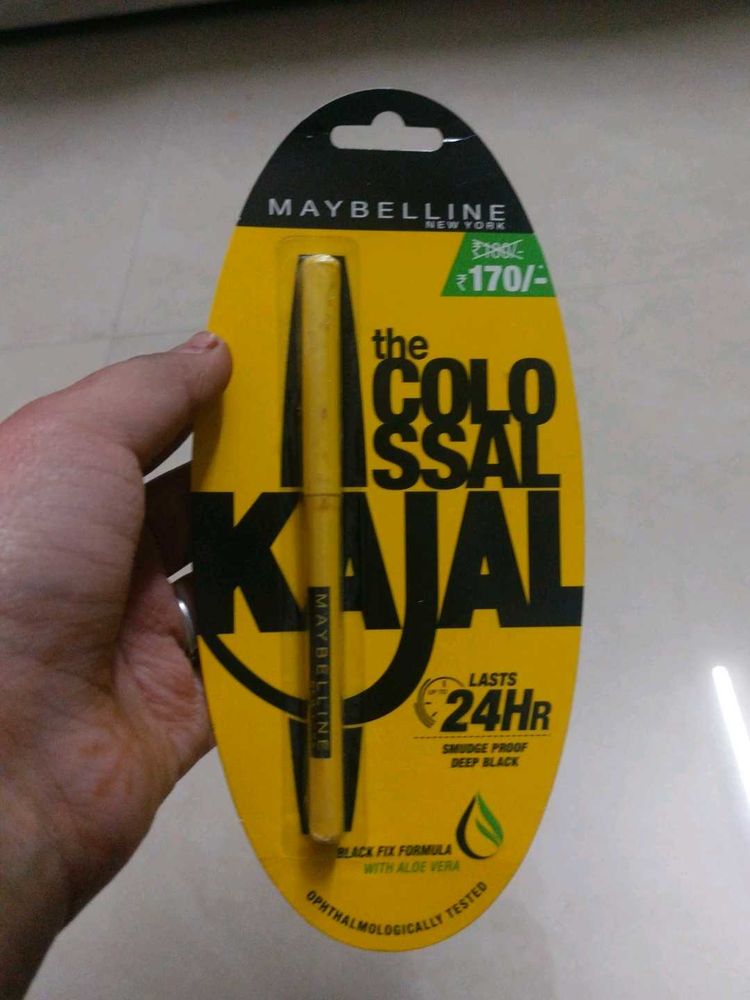 MAYBELLINE
NEW YORK
₹180/-
₹170/-*
the
COLO
SSAL
KAJAL
MAYBELLINE
LASTS
UP TO
24HR
SMUDGE PROOF
DEEP BLACK
BLACK FIX FORMULA
WITH ALOE VERA
OPHTHALMOLOGICALLY TESTED